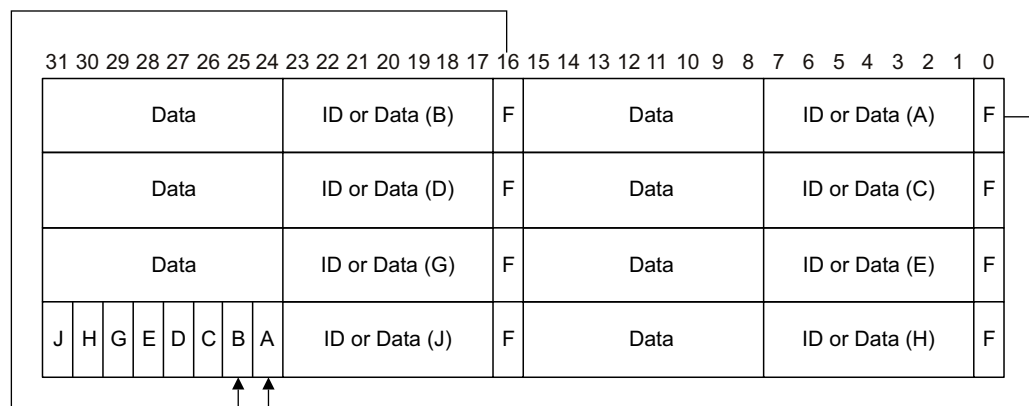 31 30 29 28 27 26 25 24 23 22 21 20 19 18 17 16 15 14 13 12 11 10 9 8 7 6 5 4 3 2 1 0
Data ID or Data (B) F Data ID or Data (A) F
Data ID or Data (D) F Data ID or Data (C) F
Data ID or Data (G) F Data ID or Data (E) F
J H G E D C B A ID or Data (J) F Data ID or Data (H) F